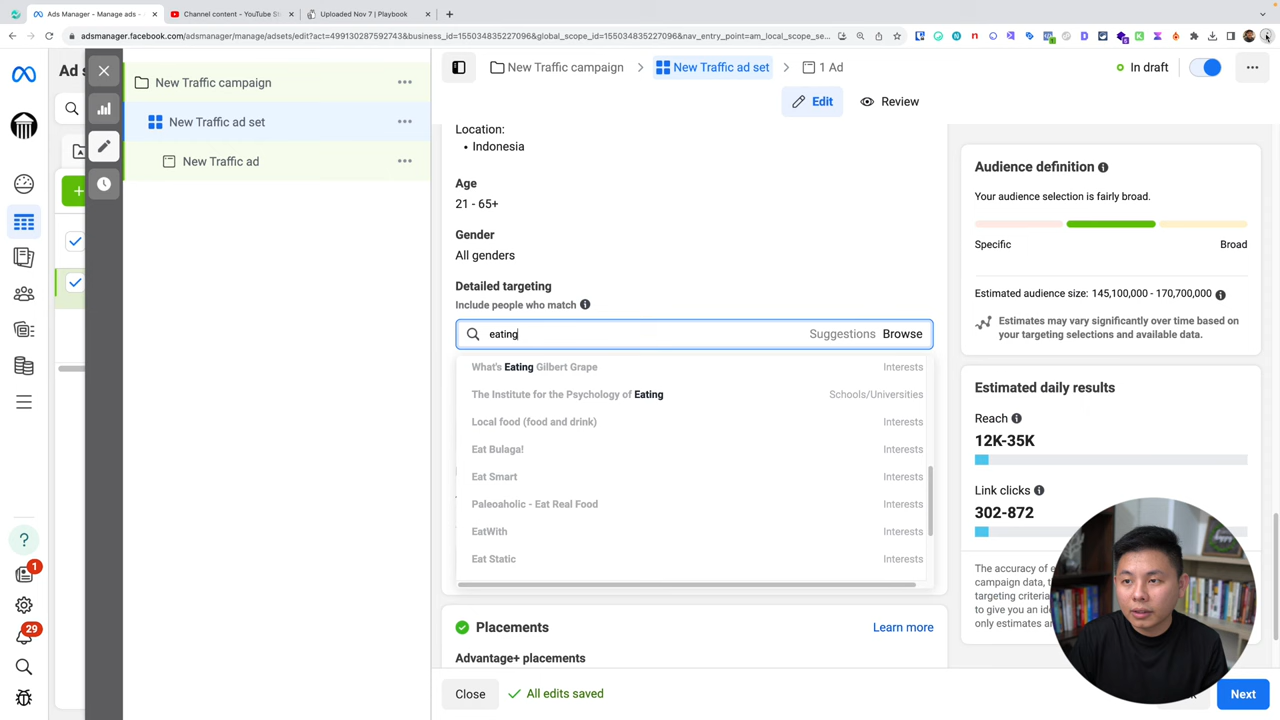 Ads Manager - Manage ads -
Channel content - YouTube St
Uploaded Nov 7 | Playbook
adsmanager.facebook.com/adsmanager/manage/adsets/edit?act=499130287592743&business_id=155034835227096&global_scope_id=155034835227096&nav_entry_point=am_local_scope_se...
Ad s
New Traffic campaign
New Traffic ad set
New Traffic ad
New Traffic campaign
New Traffic ad set
1 Ad
In draft
Edit
Review
Location:
• Indonesia
Age
21 - 65+
Gender
All genders
Detailed targeting
Include people who match
eating
Suggestions
Browse
What's Eating Gilbert Grape
Interests
The Institute for the Psychology of Eating
Schools/Universities
Local food (food and drink)
Interests
Eat Bulaga!
Interests
Eat Smart
Interests
Paleoaholic - Eat Real Food
Interests
EatWith
Interests
Eat Static
Interests
Placements
Learn more
Advantage+ placements
Close
All edits saved
Next
Audience definition
Your audience selection is fairly broad.
Specific
Broad
Estimated audience size: 145,100,000 - 170,700,000
Estimates may vary significantly over time based on
your targeting selections and available data.
Estimated daily results
Reach
12K-35K
Link clicks
302-872
The accuracy of e
campaign data, t
targeting criteria
to give you an id
only estimates an
1
29